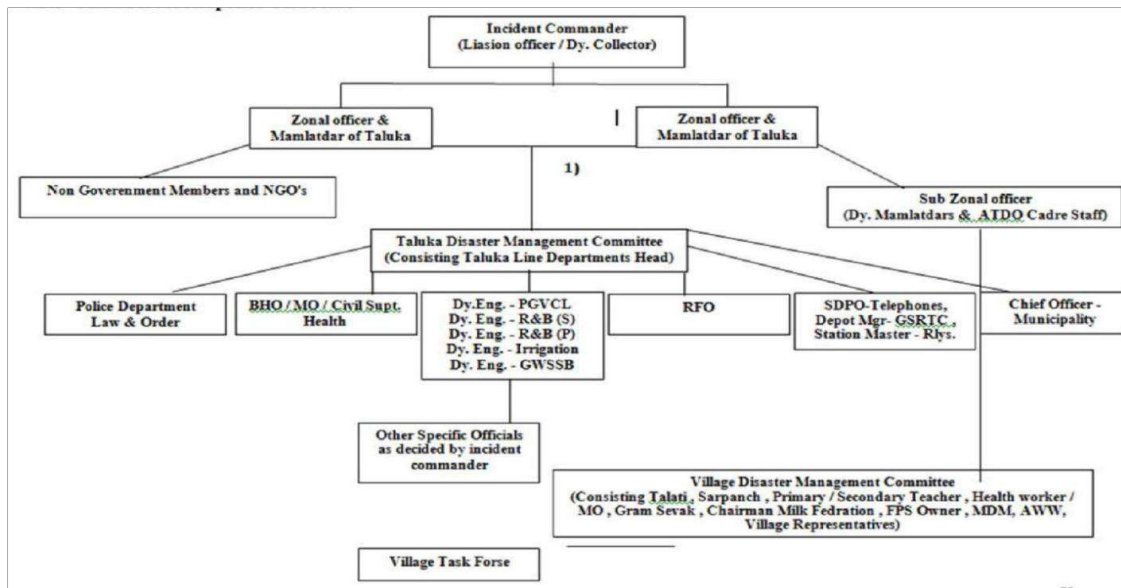 Incident Commander
(Liasion officer / Dy. Collector)
Zonal officer &
Mamlatdar of Taluka
Zonal officer &
Mamlatdar of Taluka
1)
Non Goverenment Members and NGO's
Sub Zonal officer
(Dy. Mamlatdars & ATDO Cadre Staff)
Taluka Disaster Management Committee
(Consisting Taluka Line Departments Head)
Police Department
Law & Order
BHO / MO / Civil Supt.
Health
Dy.Eng. - PGVCL
Dy. Eng. - R&B (S)
Dy. Eng. - R&B (P)
Dy. Eng. - Irrigation
Dy. Eng. - GWSSB
RFO
SDPO-Telephones,
Depot Mgr- GSRTC ,
Station Master - Rlys.
Chief Officer -
Municipality
Other Specific Officials
as decided by incident
commander
Village Disaster Management Committee
(Consisting Talati , Sarpanch , Primary / Secondary Teacher , Health worker /
MO , Gram Sevak , Chairman Milk Fedration , FPS Owner , MDM, AWW,
Village Representatives)
Village Task Forse